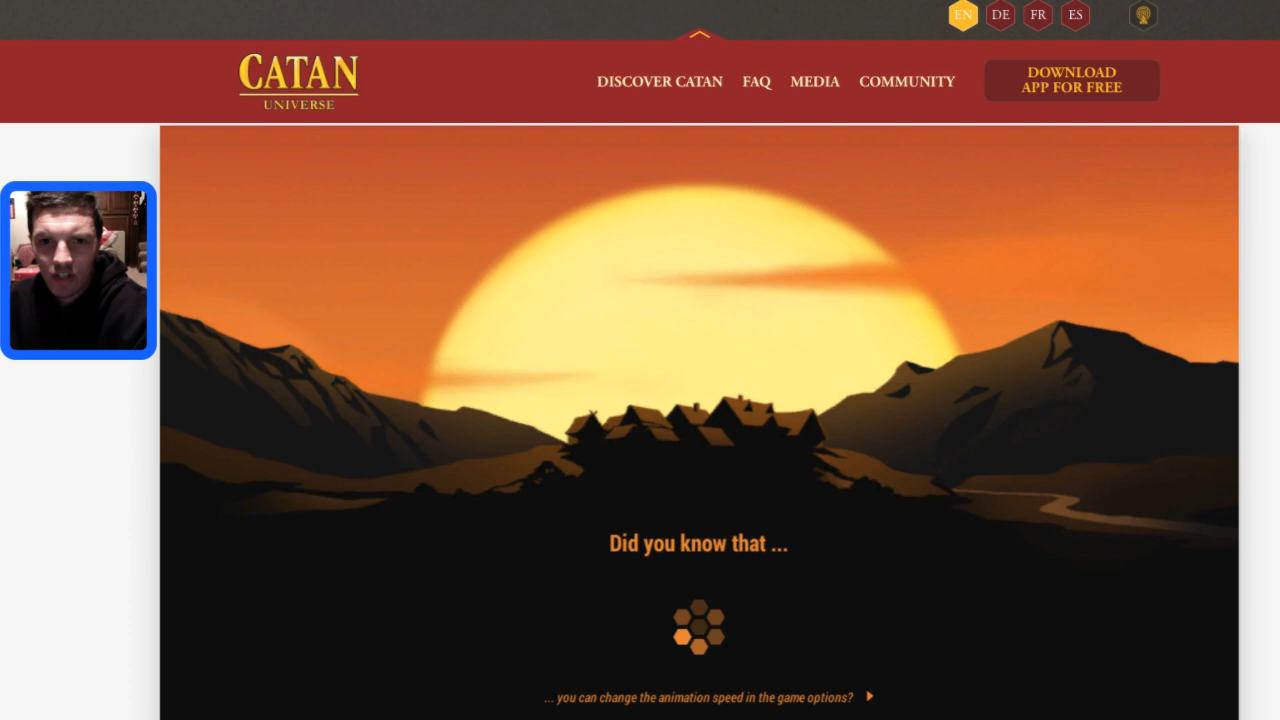 EN DE FR ES
CATAN
UNIVERSE
DISCOVER CATAN FAQ MEDIA COMMUNITY
DOWNLOAD
APP FOR FREE
Did you know that ...
... you can change the animation speed in the game options?